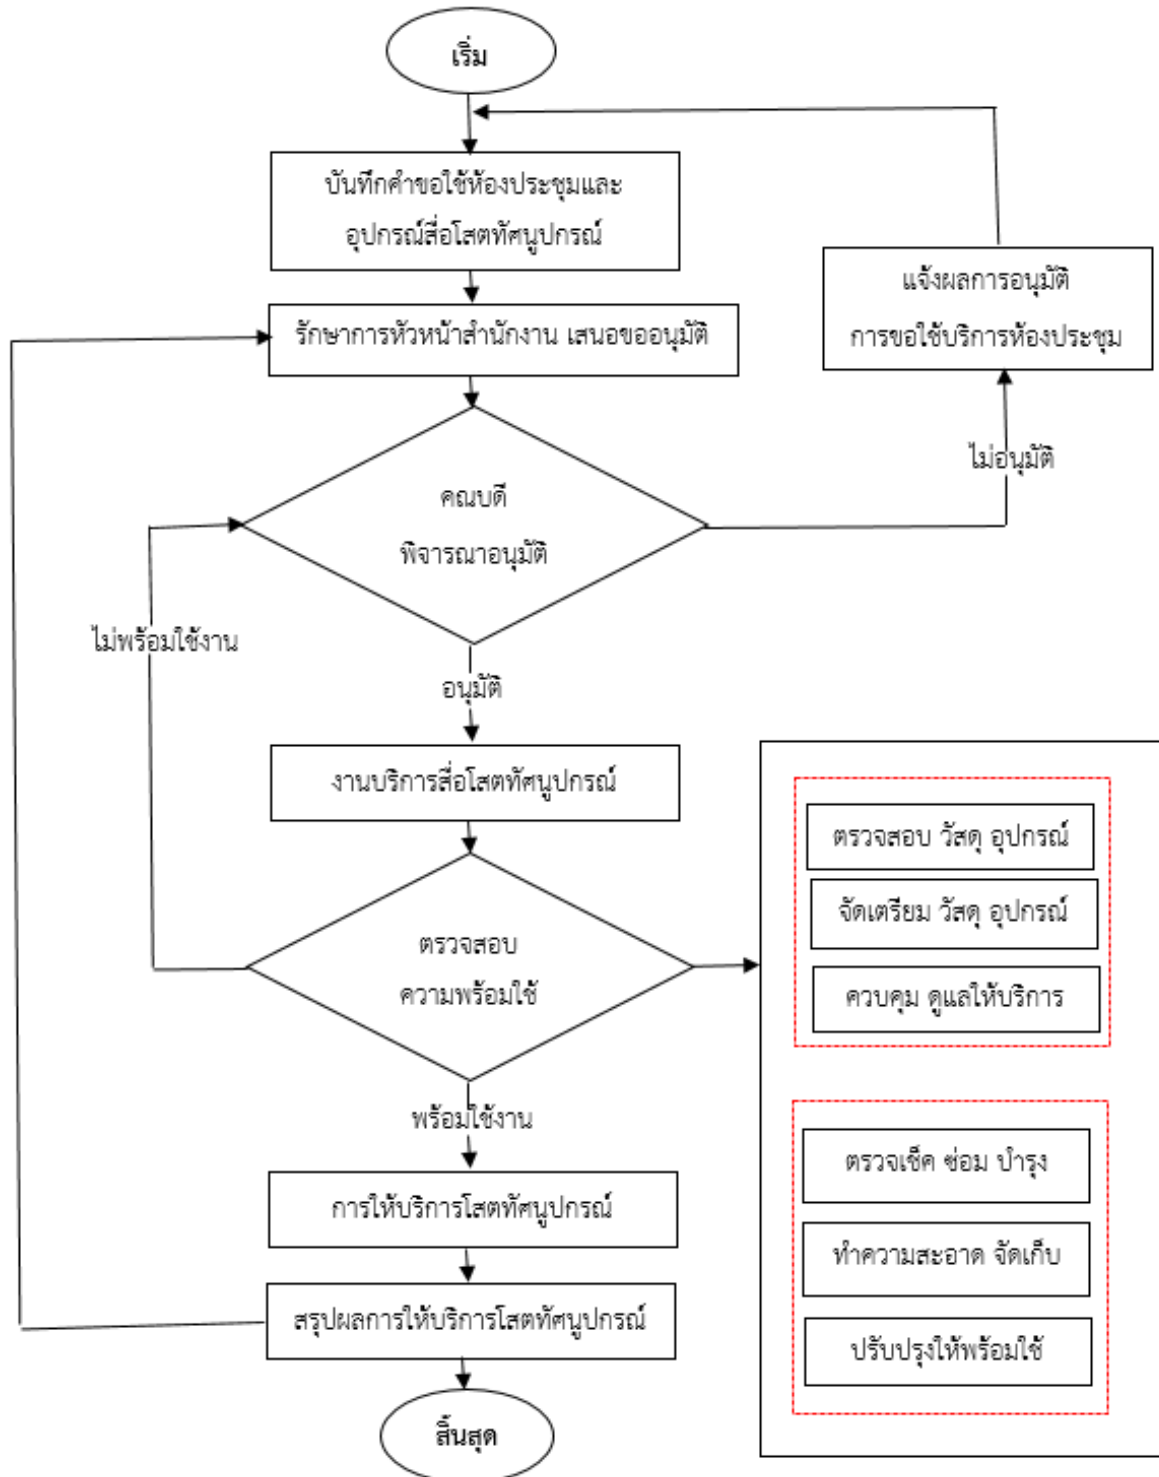 เริ่ม
บันทึกคำขอใช้ห้องประชุมและ
อุปกรณ์สื่อโสตทัศนูปกรณ์
แจ้งผลการอนุมัติ
การขอใช้บริการห้องประชุม
รักษาการหัวหน้าสำนักงาน เสนอขออนุมัติ
ไม่อนุมัติ
คณบดี
พิจารณาอนุมัติ
ไม่พร้อมใช้งาน
อนุมัติ
งานบริการสื่อโสตทัศนูปกรณ์
ตรวจสอบ
ความพร้อมใช้
ตรวจสอบ วัสดุ อุปกรณ์
จัดเตรียม วัสดุ อุปกรณ์
ควบคุม ดูแลให้บริการ
พร้อมใช้งาน
การให้บริการโสตทัศนูปกรณ์
สรุปผลการให้บริการโสตทัศนูปกรณ์
ตรวจเช็ค ซ่อม บำรุง
ทำความสะอาด จัดเก็บ
ปรับปรุงให้พร้อมใช้
สิ้นสุด